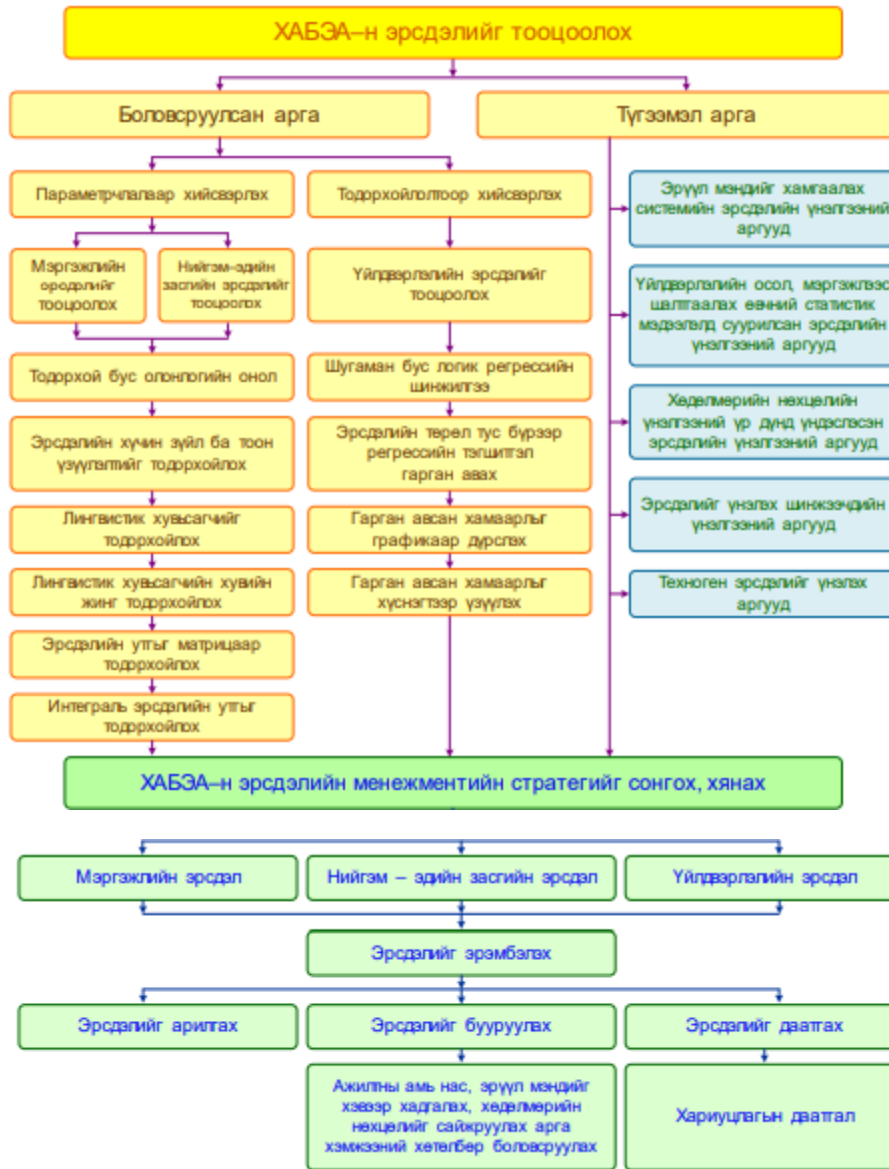 ХАБЭА–н эрсдэлийг тооцоолох
Боловсруулсан арга
Түгээмэл арга
Параметрчлалаар хийсвэрлэх
Тодорхойлолтоор хийсвэрлэх
Эрүүл мэндийг хамгаалах
системийн эрсдэлийн үнэлгээний
аргууд
Мэргэжлийн
эрсдэлийг
тооцоолох
Нийгэм–эдийн
засгийн эрсдэлийг
тооцоолох
Үйлдвэрлэлийн эрсдэлийг
тооцоолох
Үйлдвэрлэлийн осол, мэргэжлээс
шалтгаалах өвчний статистик
мэдээлэлд суурилсан эрсдэлийн
үнэлгээний аргууд
Тодорхой бус олонлогийн онол
Шугаман бус логик регрессийн
шинжилгээ
Эрсдэлийн хүчин зүйл ба тоон
үзүүлэлтийг тодорхойлох
Эрсдэлийн төрөл тус бүрээр
регрессийн тэгшитгэл
гарган авах
Хөдөлмөрийн нөхцөлийн
үнэлгээний үр дүнд үндэслэсэн
эрсдэлийн үнэлгээний аргууд
Лингвистик хувьсагчийг
тодорхойлох
Гарган авсан хамаарлыг
графикаар дүрслэх
Эрсдэлийг үнэлэх шинжээчдийн
үнэлгээний аргууд
Лингвистик хувьсагчийн хувийн
жинг тодорхойлох
Гарган авсан хамаарлыг
хүснэгтээр үзүүлэх
Техноген эрсдэлийг үнэлэх
аргууд
Эрсдэлийн утгыг матрицаар
тодорхойлох
Интеграль эрсдэлийн утгыг
тодорхойлох
ХАБЭА–н эрсдэлийн менежментийн стратегийг сонгох, хянах
Мэргэжлийн эрсдэл
Нийгэм – эдийн засгийн эрсдэл
Үйлдвэрлэлийн эрсдэл
Эрсдэлийг эрэмбэлэх
Эрсдэлийг арилгах
Эрсдэлийг бууруулах
Эрсдэлийг даатгах
Ажилтны амь нас, эрүүл мэндийг
хэвээр хадгалах, хөдөлмөрийн
нөхцөлийг сайжруулах арга
хэмжээний хөтөлбөр боловсруулах
Хариуцлагын даатгал